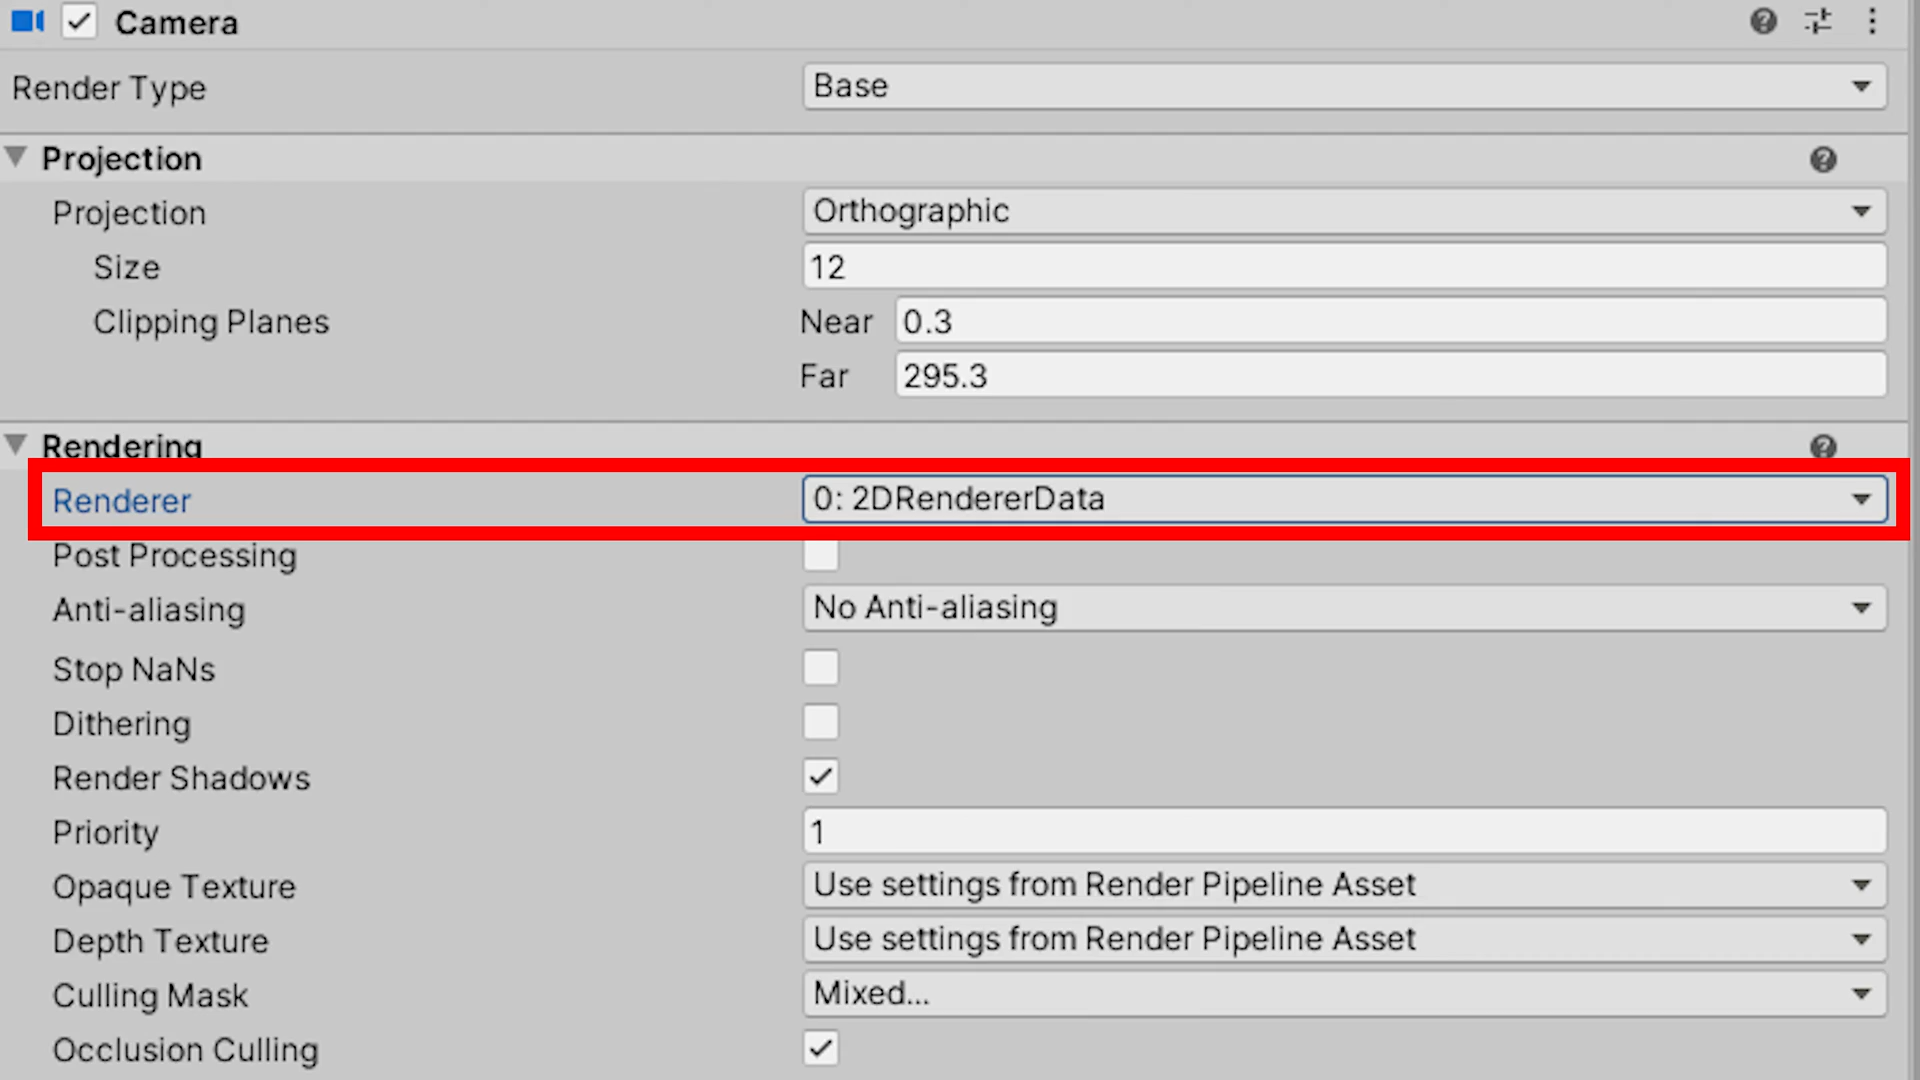 Camera
Render Type Base
Projection
Projection Orthographic
Size 12
Clipping Planes Near 0.3
Far 295.3
Rendering
Renderer 0: 2DRendererData
Post Processing
Anti-aliasing No Anti-aliasing
Stop NaNs
Dithering
Render Shadows
Priority 1
Opaque Texture Use settings from Render Pipeline Asset
Depth Texture Use settings from Render Pipeline Asset
Culling Mask Mixed...
Occlusion Culling